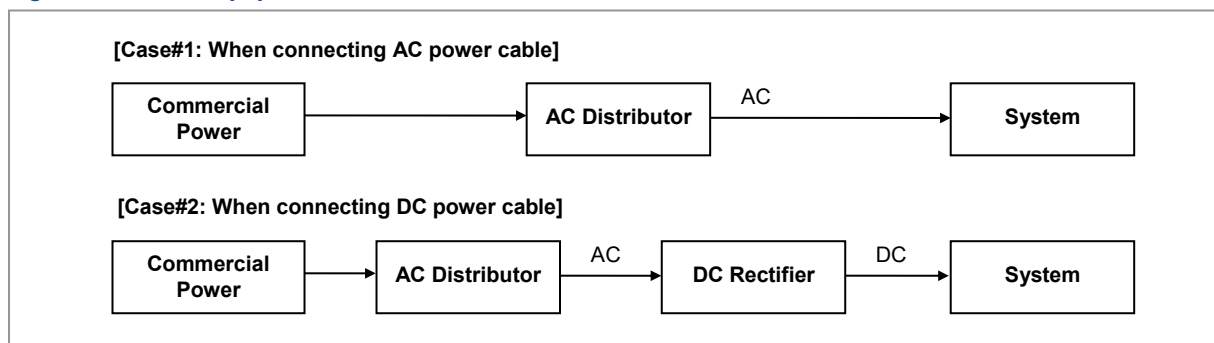 [Case#1: When connecting AC power cable]
Commercial
Power
AC Distributor
AC
System
[Case#2: When connecting DC power cable]
Commercial
Power
AC Distributor
AC
DC Rectifier
DC
System